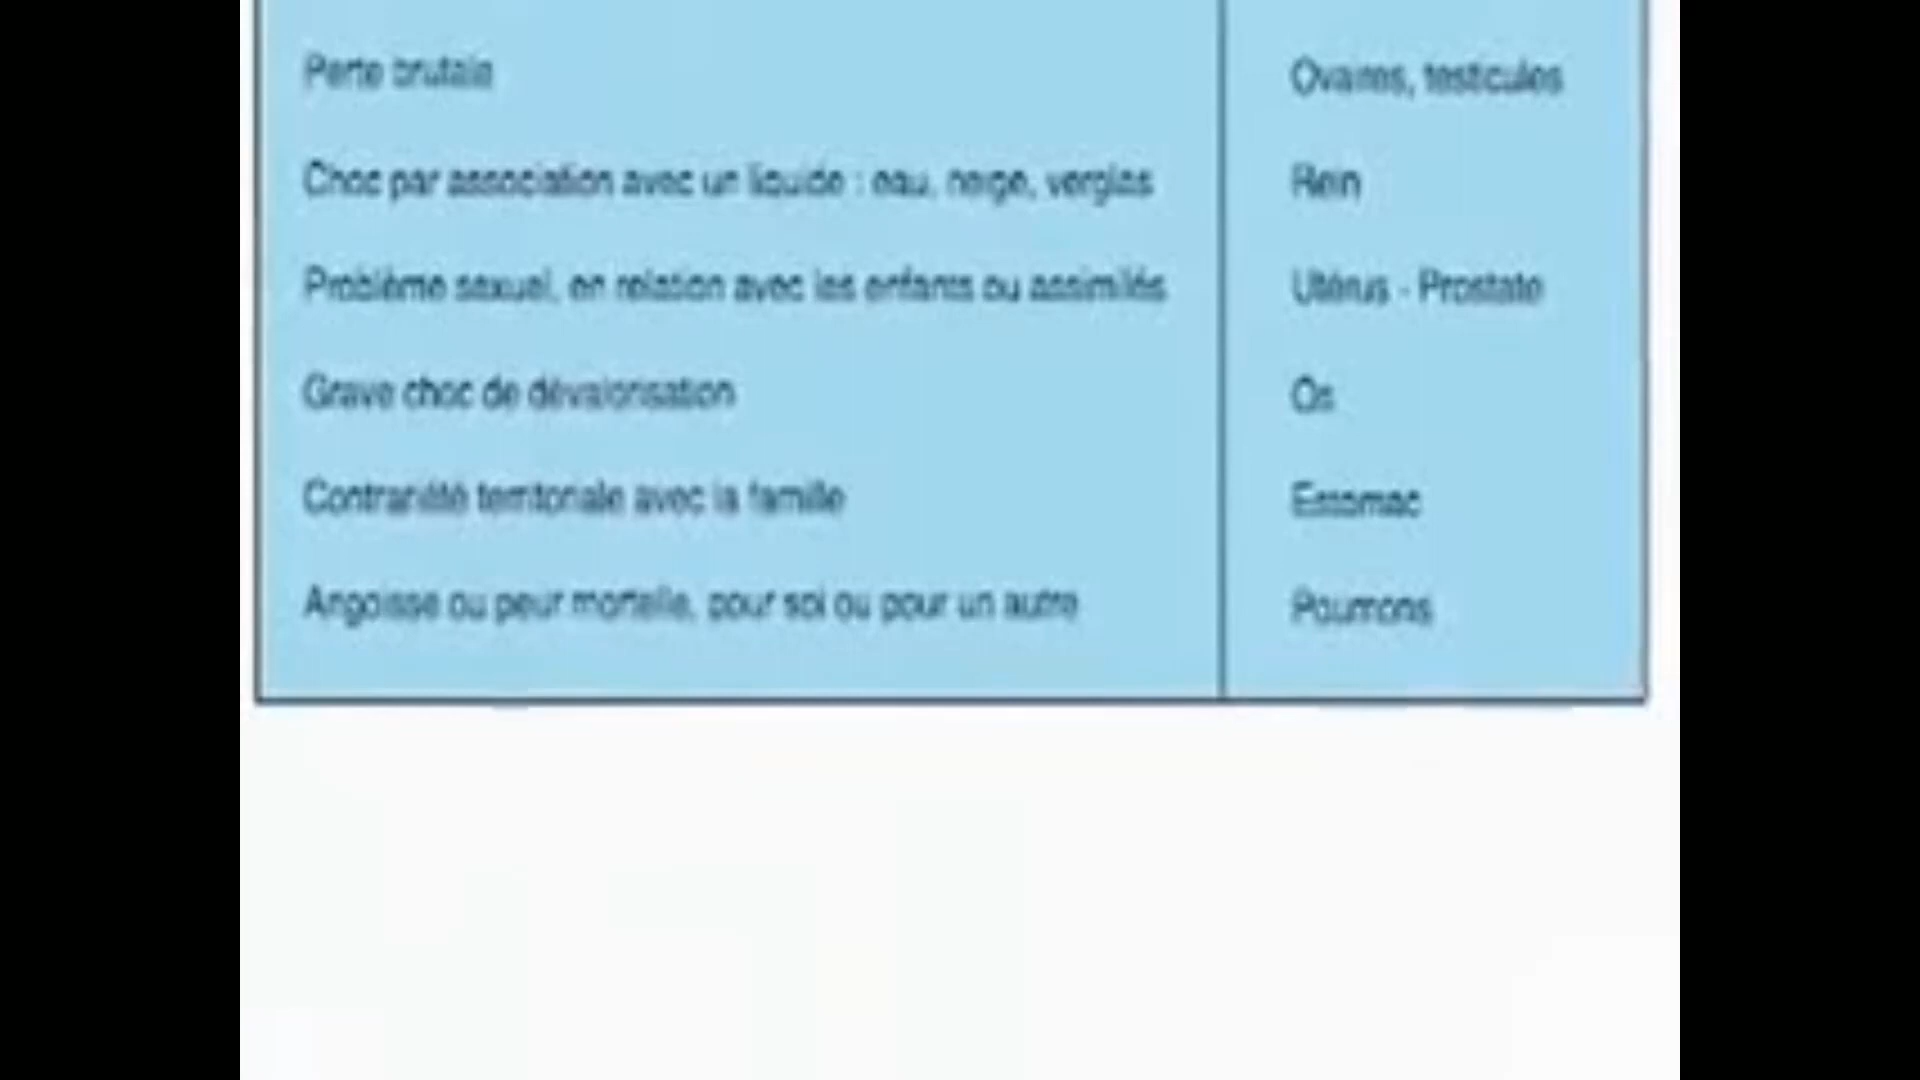 Perte brutale Ovaires, testicules
Choc par association avec un liquide : eau, neige, verglas Rein
Problème sexuel, en relation avec les enfants ou assimilés Utérus - Prostate
Grave choc de dévalorisation Os
Contrariété territoriale avec la famille Estomac
Angoisse ou peur mortelle, pour soi ou pour un autre Poumons